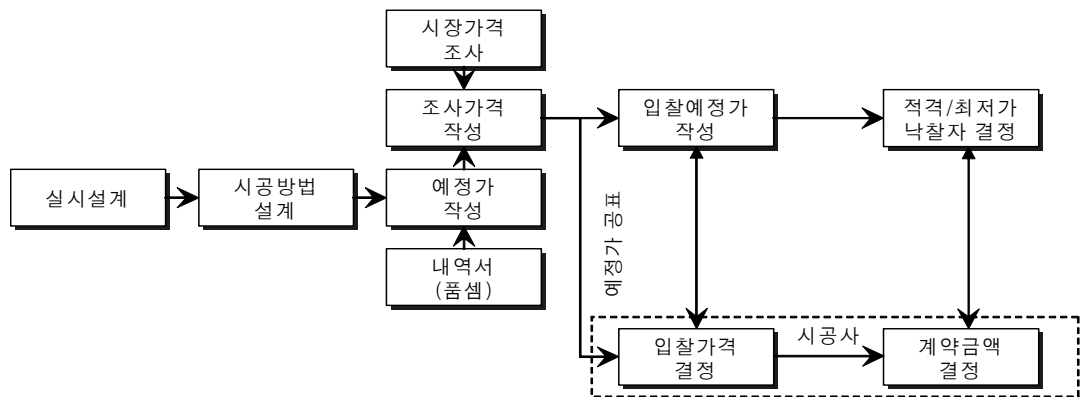 시장가격
조사
조사가격
작성
입찰예정가
작성
적격/최저가
낙찰자 결정
실시설계
시공방법
설계
예정가
작성
내역서
(품셈)
예정가 공표
입찰가격
결정
시공사
계약금액
결정